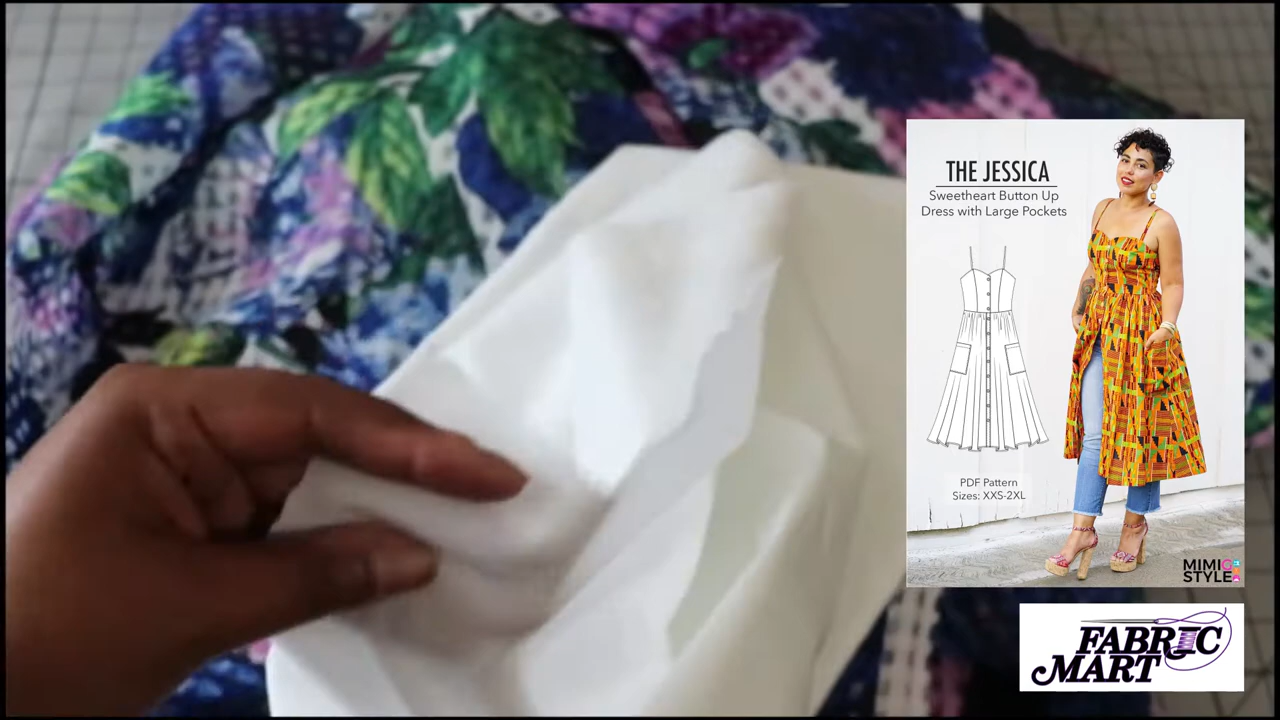 THE JESSICA
Sweetheart Button Up
Dress with Large Pockets
PDF Pattern
Sizes: XXS-2XL
MIMI G
STYLE
FABRIC
MART